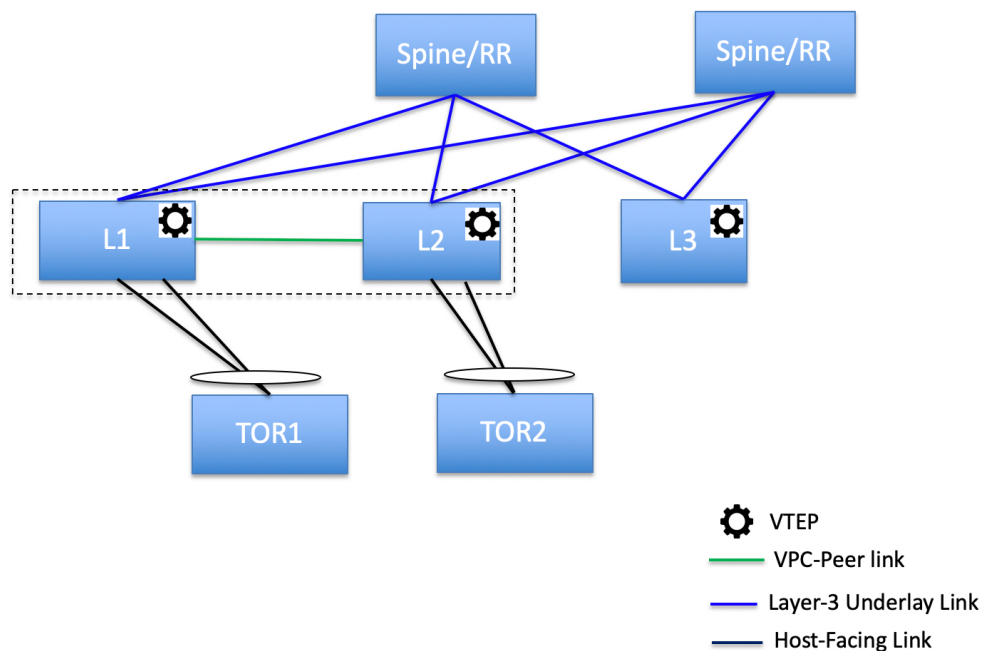 Spine/RR
Spine/RR
L1
L2
L3
TOR1
TOR2
VTEP
VPC-Peer link
Layer-3 Underlay Link
Host-Facing Link